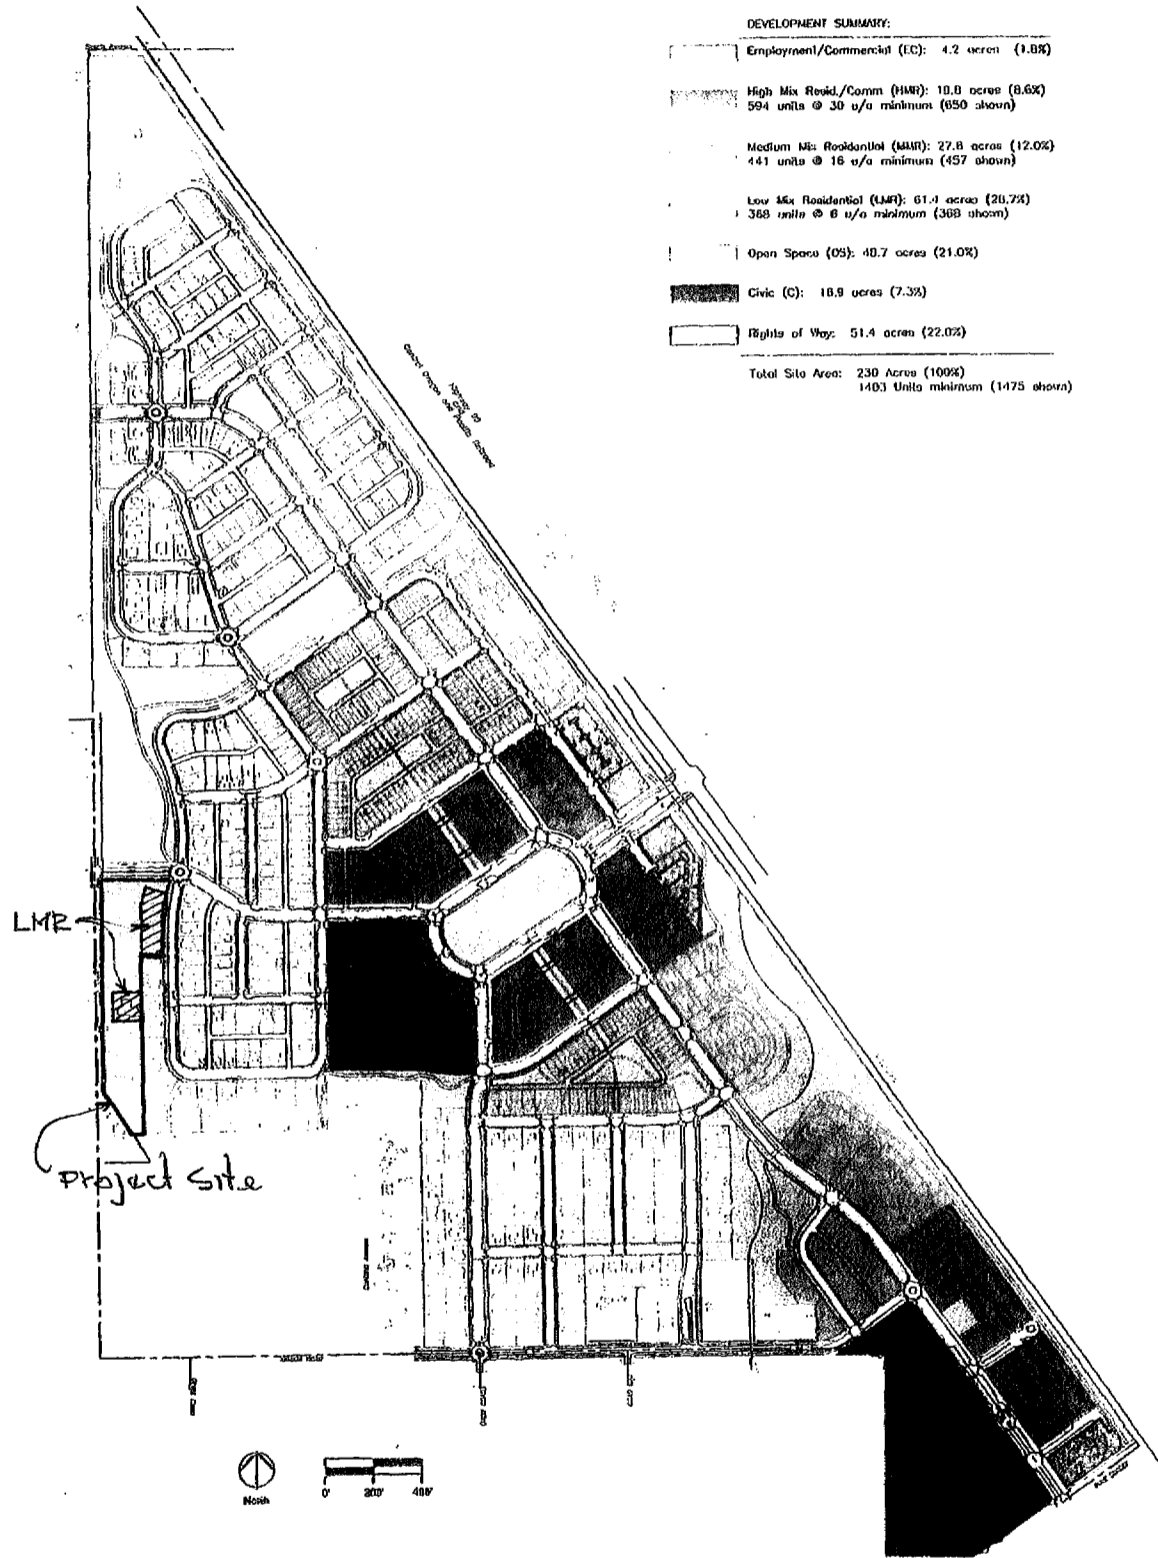 DEVELOPMENT SUMMARY:
Employment/Commercial (EC): 4.2 acres (1.8%)
High Mix Resid./Comm (HMR): 19.8 acres (8.6%)
594 units @ 30 u/a minimum (650 shown)
Medium Mix Residential (MMR): 27.6 acres (12.0%)
441 units @ 16 u/a minimum (457 shown)
Low Mix Residential (LMR): 61.4 acres (26.7%)
368 units @ 6 u/a minimum (368 shown)
Open Space (OS): 48.7 acres (21.0%)
Civic (C): 16.9 acres (7.3%)
Rights of Way: 51.4 acres (22.0%)
Total Site Area: 230 Acres (100%)
1403 Units minimum (1475 shown)
Central Oregon and Pacific Railroad
LMR
Project Site
North
0' 200' 400'